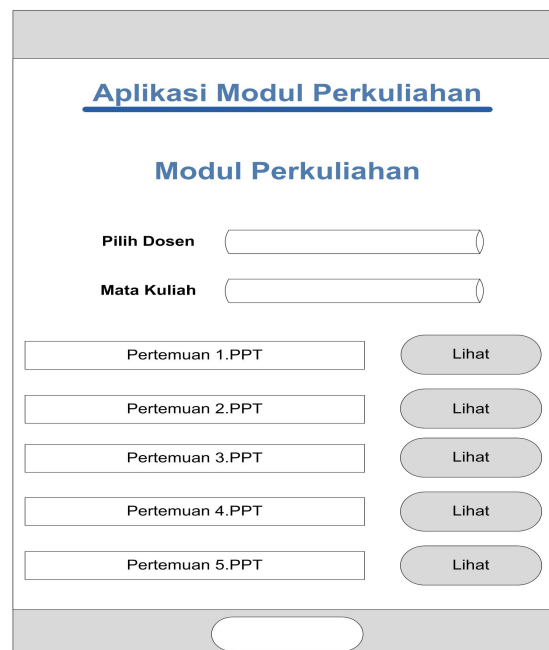 Aplikasi Modul Perkuliahan
Modul Perkuliahan
Pilih Dosen
Mata Kuliah
Pertemuan 1.PPT Lihat
Pertemuan 2.PPT Lihat
Pertemuan 3.PPT Lihat
Pertemuan 4.PPT Lihat
Pertemuan 5.PPT Lihat